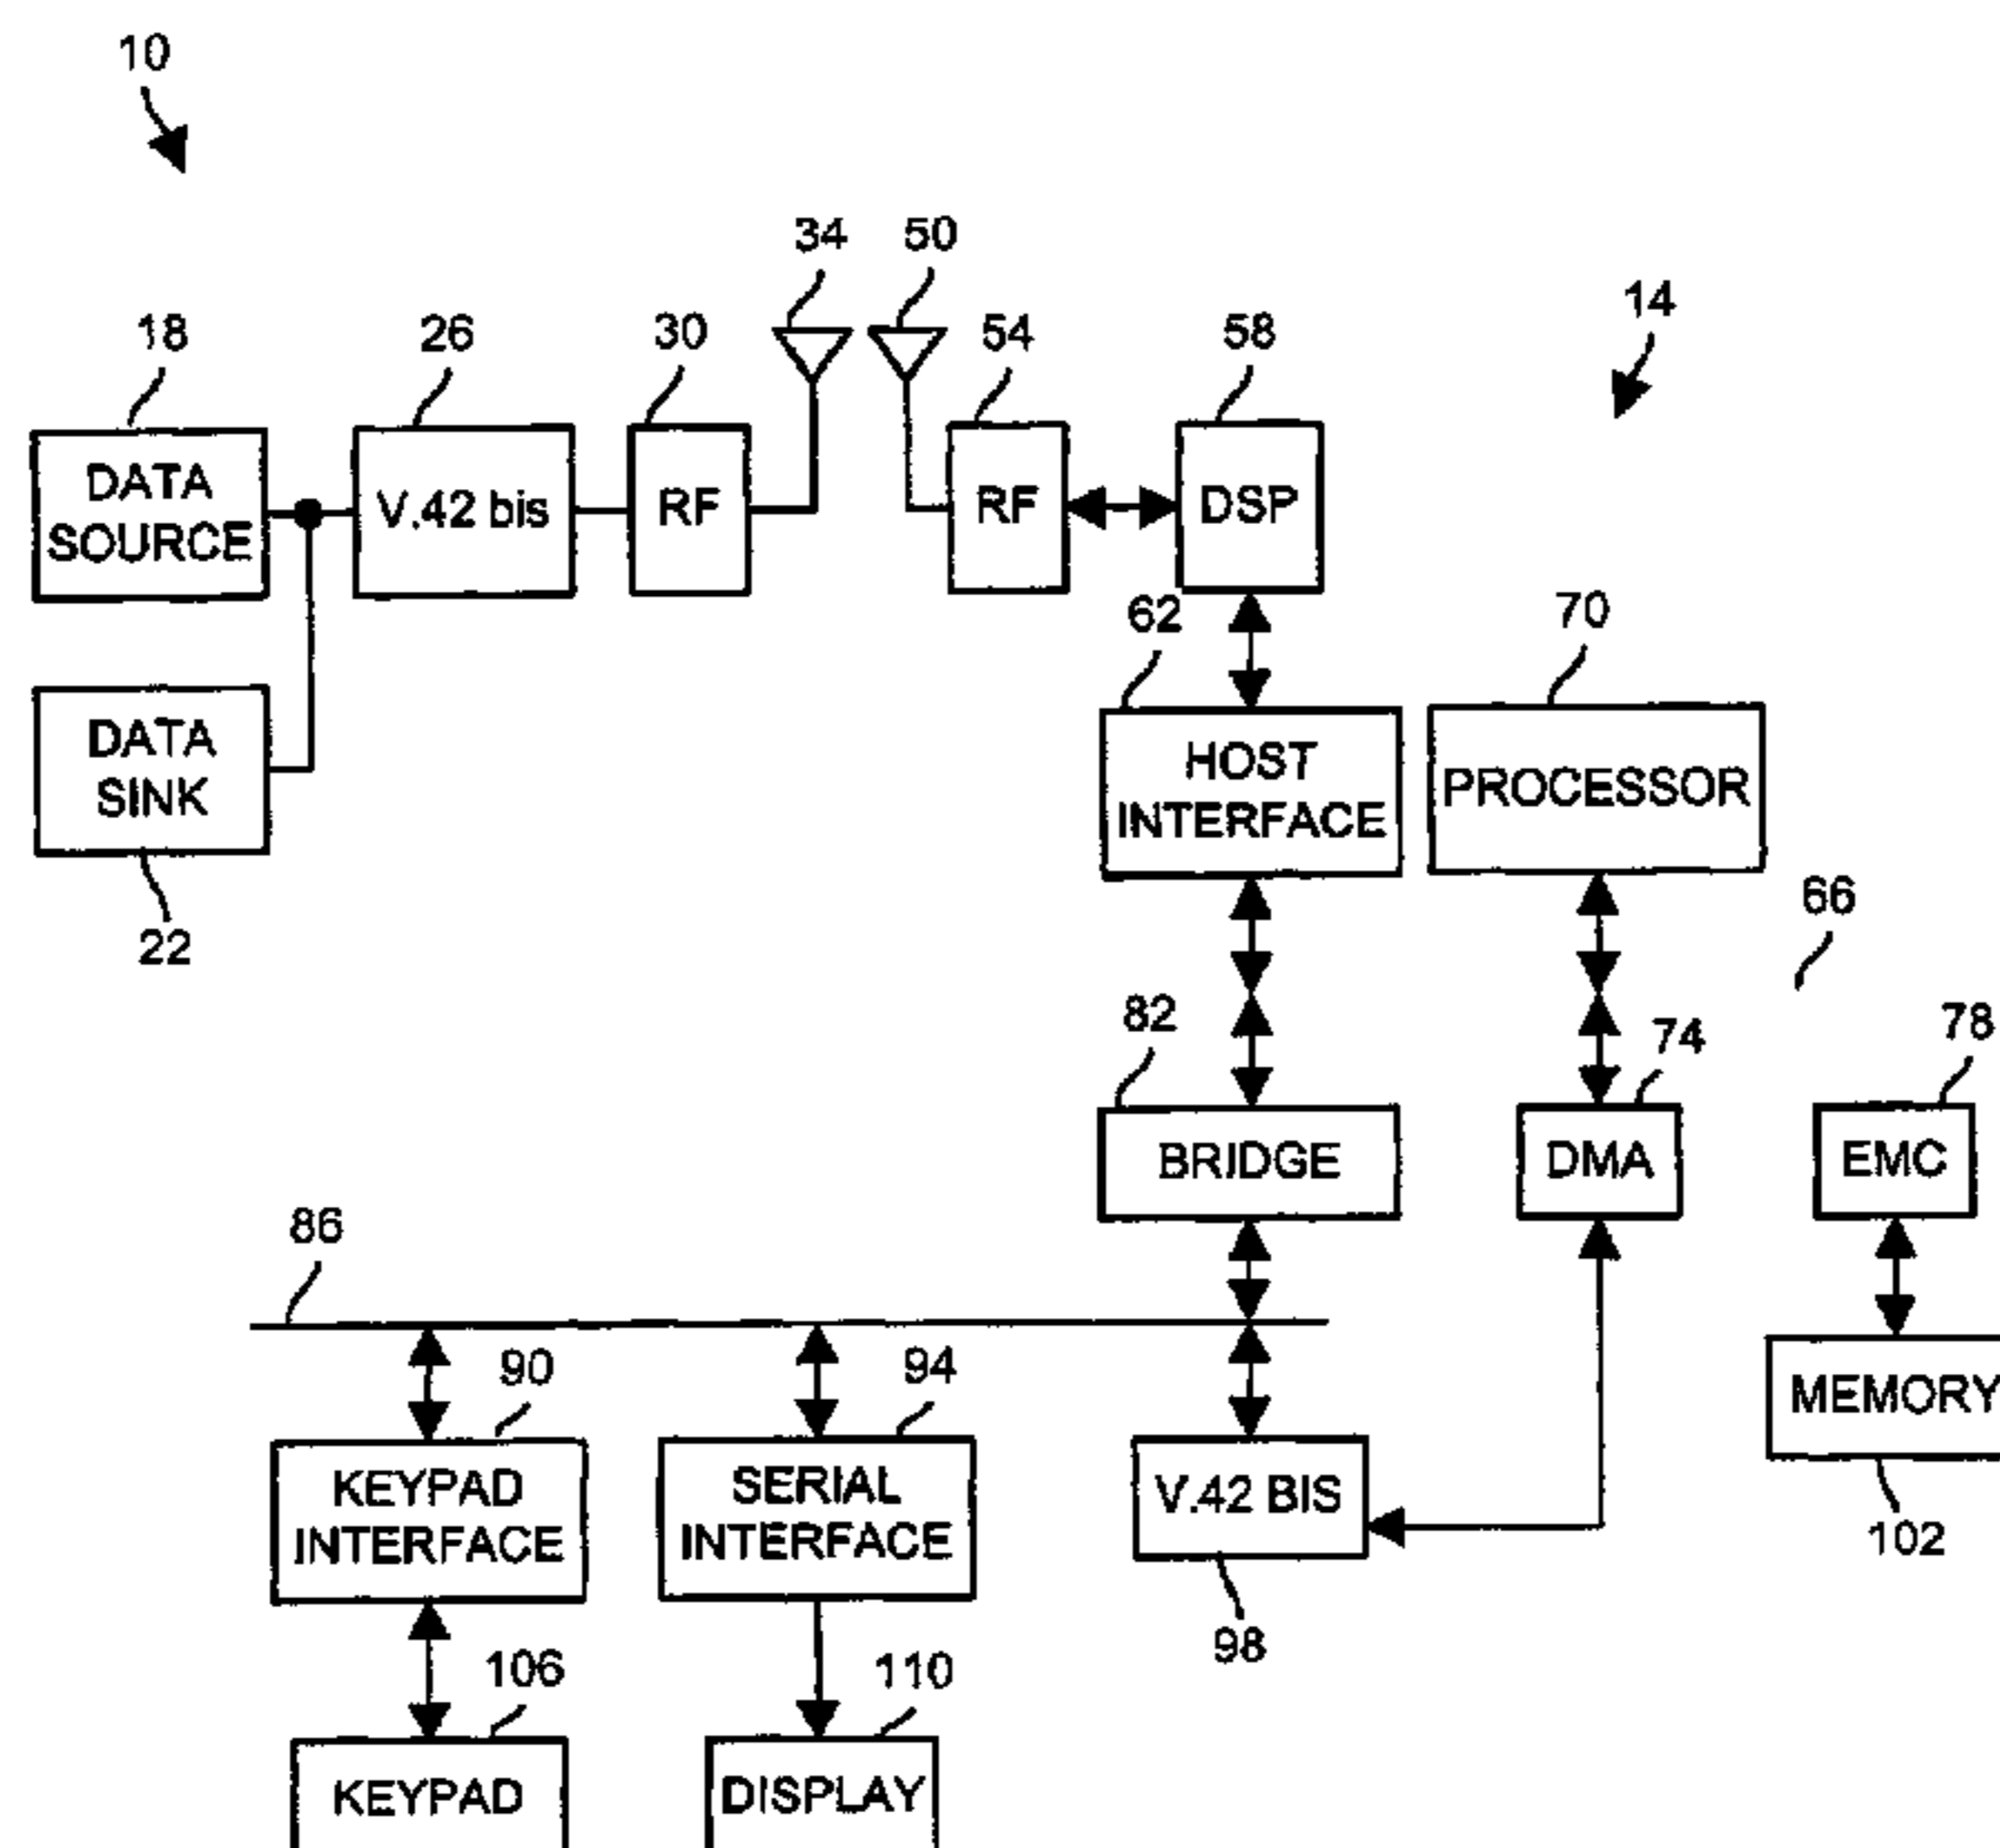 10
34
50
14
18
26
30
54
58
DATA
SOURCE
V.42 bis
RF
RF
DSP
62
70
DATA
SINK
HOST
INTERFACE
PROCESSOR
22
66
82
74
78
BRIDGE
DMA
EMC
86
90
94
MEMORY
KEYPAD
INTERFACE
SERIAL
INTERFACE
V.42 BIS
102
98
106
110
KEYPAD
DISPLAY